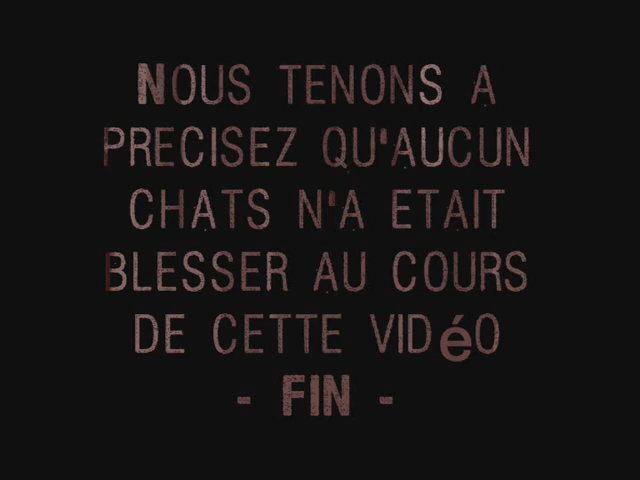 NOUS TENONS A
PRECISEZ QU'AUCUN
CHATS N'A ETAIT
BLESSER AU COURS
DE CETTE VIDéO
- FIN -